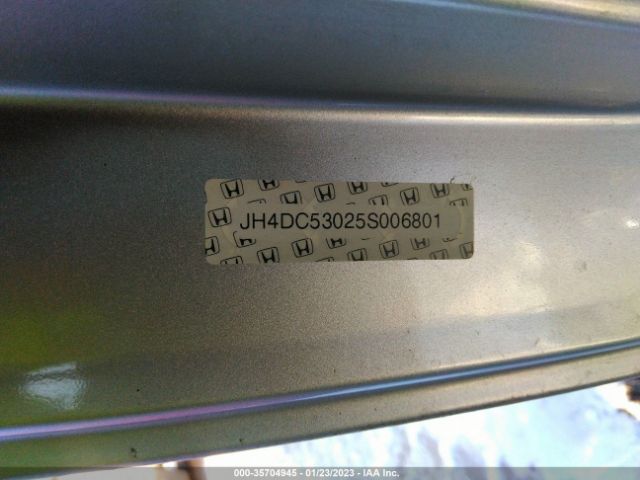 JH4DC53025S006801
000-35704945 - 01/23/2023 - IAA Inc.